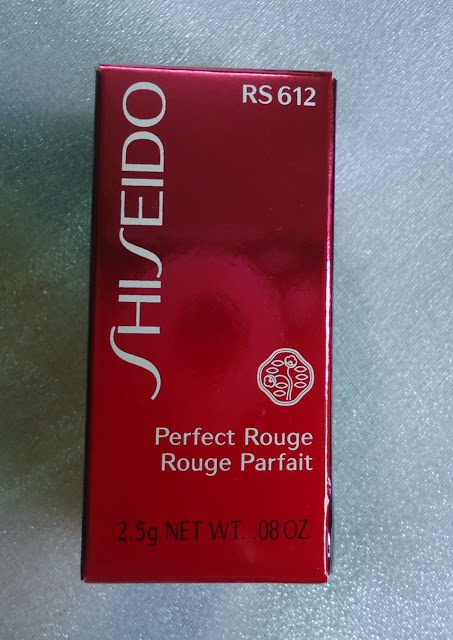 RS 612
SHISEIDO
Perfect Rouge
Rouge Parfait
2.5g NET WT. .08 OZ.